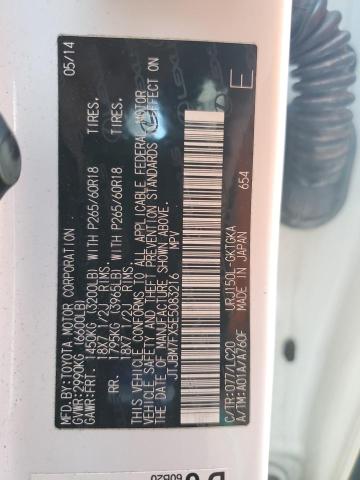 MFD. BY:TOYOTA MOTOR CORPORATION 05/14
GVWR:2990KG (6600LB)
GAWR:FRT. 1450KG (3200LB) WITH P265/60R18 TIRES.
18X7 1/2J RIMS.
RR. 1795KG (3965LB) WITH P265/60R18 TIRES.
18X7 1/2J RIMS.
THIS VEHICLE CONFORMS TO ALL APPLICABLE FEDERAL MOTOR
VEHICLE SAFETY AND THEFT PREVENTION STANDARDS IN EFFECT ON
THE DATE OF MANUFACTURE SHOWN ABOVE.
JTJBM7FX5E5083216 MPV
E
C/TR:077/LC20 URJ150L-GKTGKA
A/TM:A01A/A760F MADE IN JAPAN 654
60B20